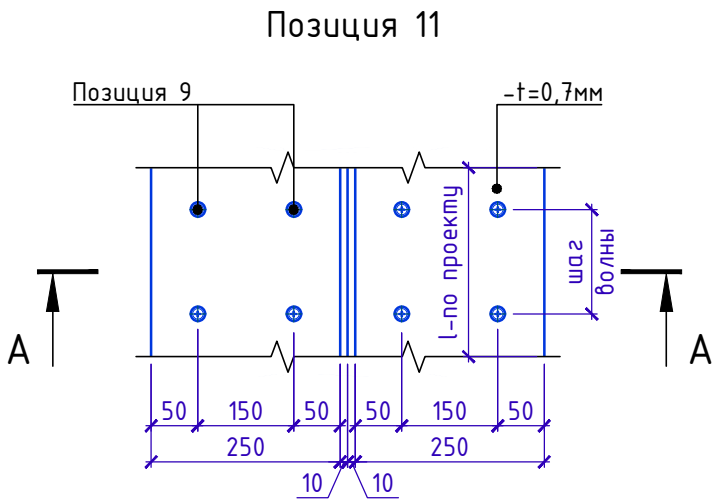 Позиция 11
Позиция 9
-t=0,7мм
l-по проекту
шаг
волны
А
А
50 150 50 50 150 50
250 250
10 10